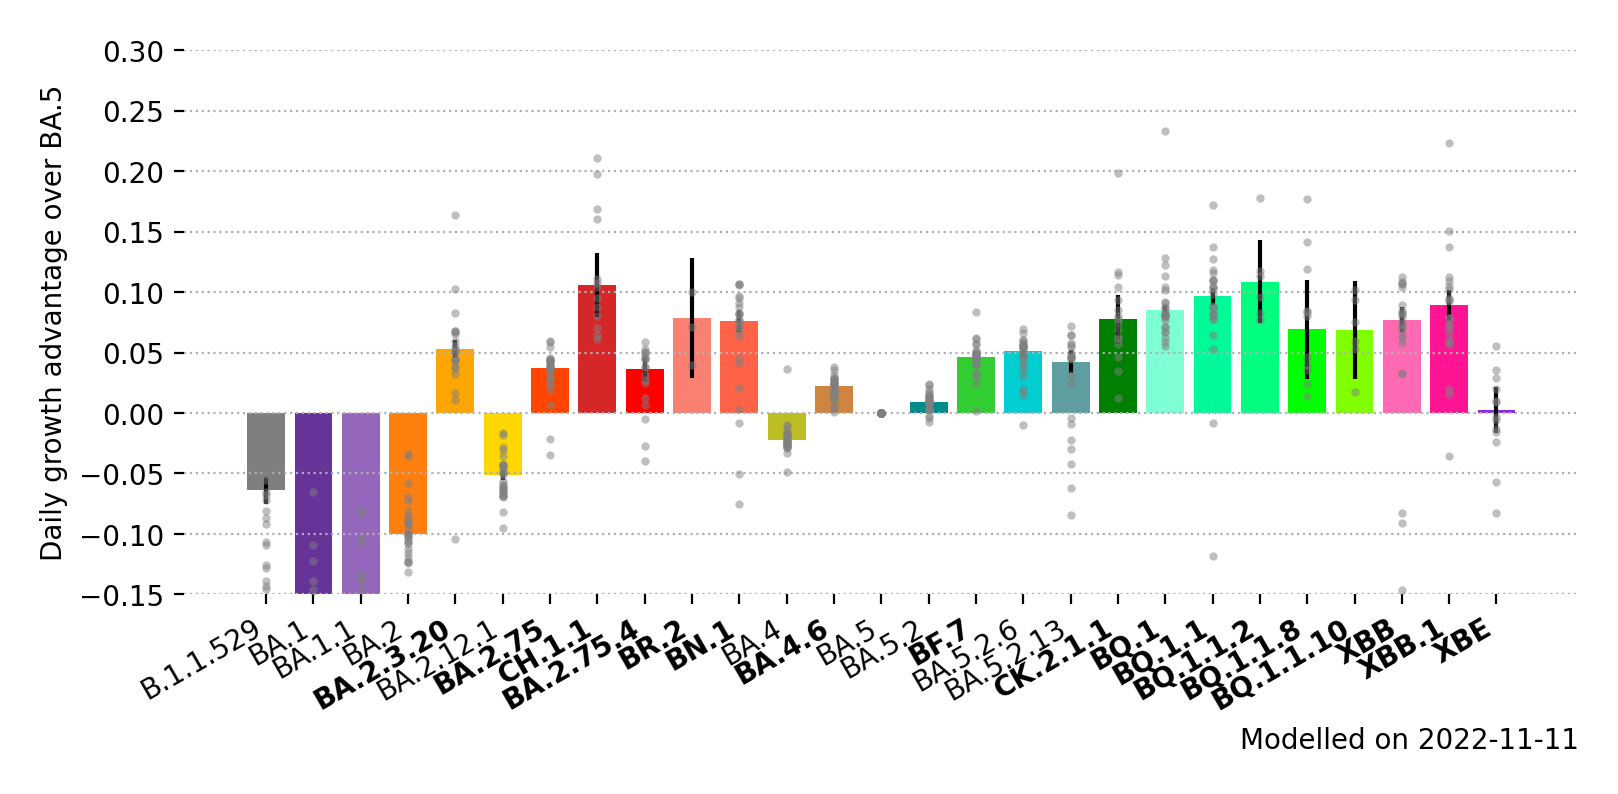 Daily growth advantage over BA.5
0.30
0.25
0.20
0.15
0.10
0.05
0.00
−0.05
−0.10
−0.15
B.1.1.529
BA.1
BA.1.1
BA.2
BA.2.3.20
BA.2.12.1
BA.2.75
CH.1.1
BA.2.75.4
BR.2
BN.1
BA.4
BA.4.6
BA.5
BA.5.2
BF.7
BA.5.2.6
BA.5.2.13
CK.2.1.1
BQ.1
BQ.1.1
BQ.1.1.2
BQ.1.1.8
BQ.1.1.10
XBB
XBB.1
XBE
Modelled on 2022-11-11